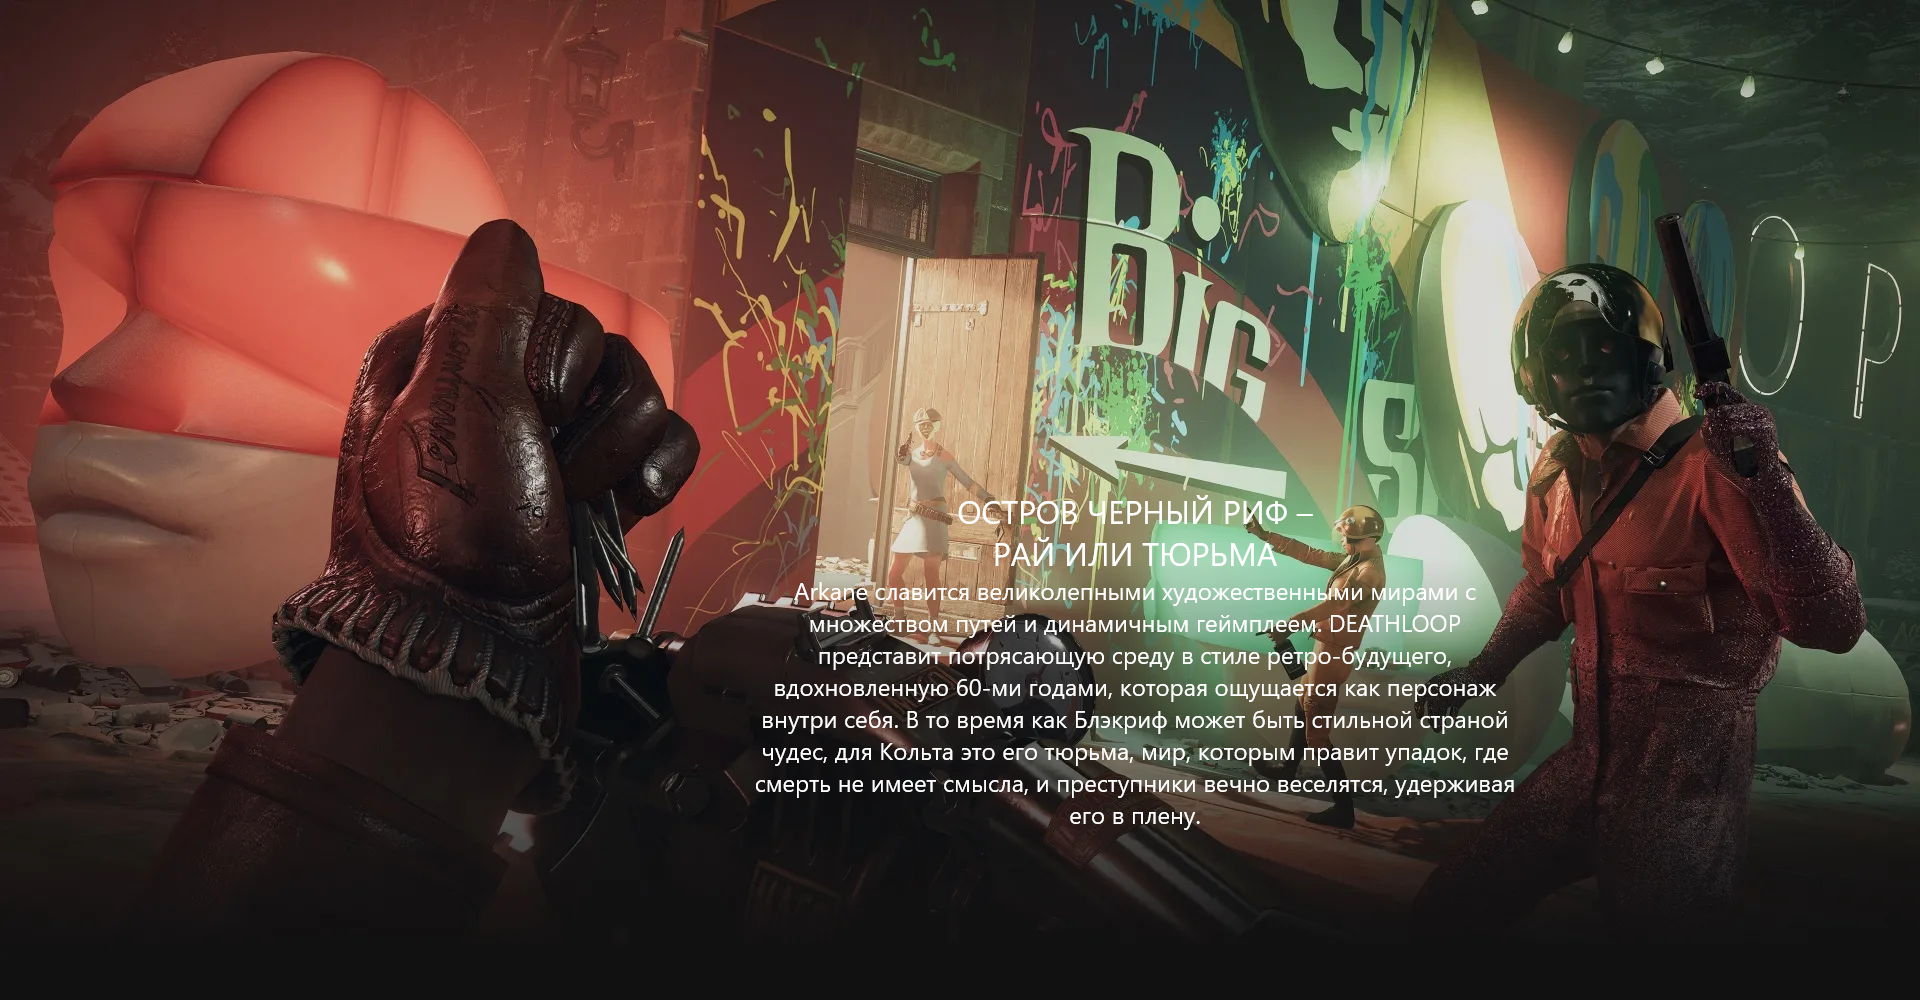 BIG
S
OOP
ОСТРОВ ЧЕРНЫЙ РИФ –
РАЙ ИЛИ ТЮРЬМА
Arkane славится великолепными художественными мирами с
множеством путей и динамичным геймплеем. DEATHLOOP
представит потрясающую среду в стиле ретро-будущего,
вдохновленную 60-ми годами, которая ощущается как персонаж
внутри себя. В то время как Блэкриф может быть стильной страной
чудес, для Кольта это его тюрьма, мир, которым правит упадок, где
смерть не имеет смысла, и преступники вечно веселятся, удерживая
его в плену.